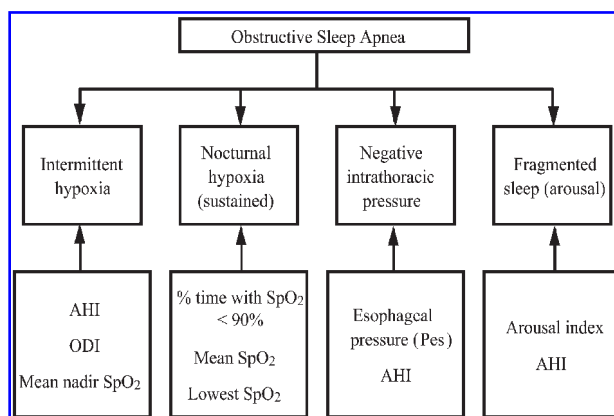 Obstructive Sleep Apnea
Intermittent
hypoxia
Nocturnal
hypoxia
(sustained)
Negative
intrathoracic
pressure
Fragmented
sleep (arousal)
AHI
ODI
Mean nadir SpO₂
% time with SpO₂
< 90%
Mean SpO₂
Lowest SpO₂
Esophagcal
pressure (Pes)
AHI
Arousal index
AHI